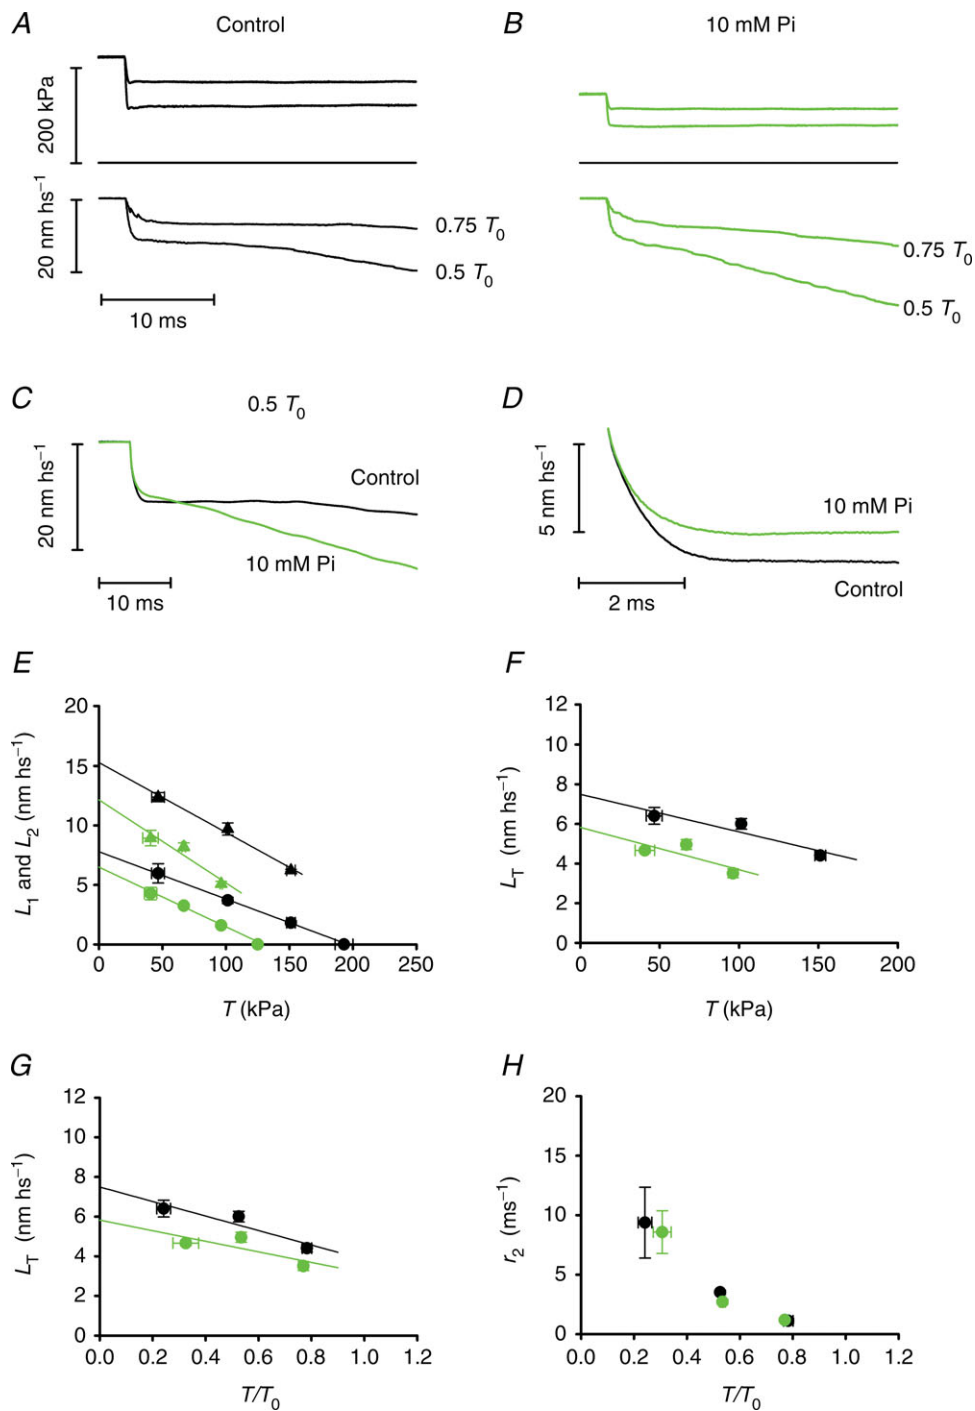 A Control
B 10 mM Pi
200 kPa
20 nm hs⁻¹
0.75 T₀
0.5 T₀
10 ms
0.75 T₀
0.5 T₀
C 0.5 T₀
20 nm hs⁻¹
Control
10 mM Pi
10 ms
D
5 nm hs⁻¹
10 mM Pi
Control
2 ms
E
L₁ and L₂ (nm hs⁻¹)
20
15
10
5
0
0 50 100 150 200 250
T (kPa)
F
L_T (nm hs⁻¹)
12
10
8
6
4
2
0
0 50 100 150 200
T (kPa)
G
L_T (nm hs⁻¹)
12
10
8
6
4
2
0
0.0 0.2 0.4 0.6 0.8 1.0 1.2
T/T₀
H
r₂ (ms⁻¹)
20
15
10
5
0
0.0 0.2 0.4 0.6 0.8 1.0 1.2
T/T₀